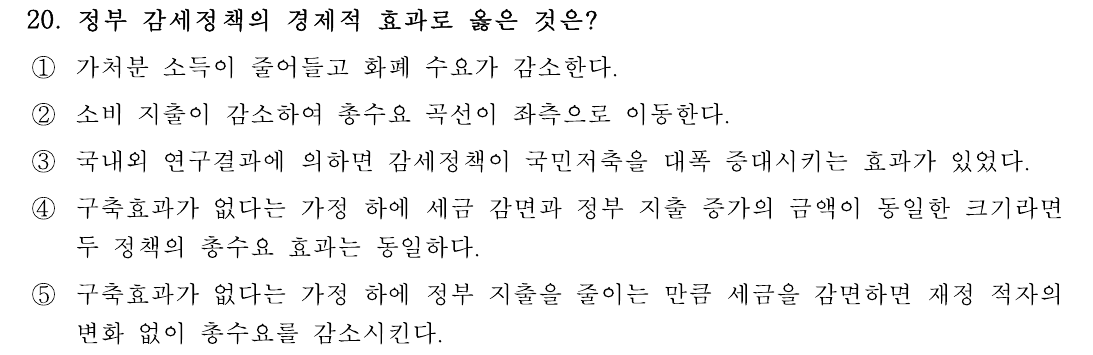 20. 정부 감세정책의 경제적 효과로 옳은 것은?
① 가처분 소득이 줄어들고 화폐 수요가 감소한다.
② 소비 지출이 감소하여 총수요 곡선이 좌측으로 이동한다.
③ 국내외 연구결과에 의하면 감세정책이 국민저축을 대폭 증대시키는 효과가 있었다.
④ 구축효과가 없다는 가정 하에 세금 감면과 정부 지출 증가의 금액이 동일한 크기라면
두 정책의 총수요 효과는 동일하다.
⑤ 구축효과가 없다는 가정 하에 정부 지출을 줄이는 만큼 세금을 감면하면 재정 적자의
변화 없이 총수요를 감소시킨다.